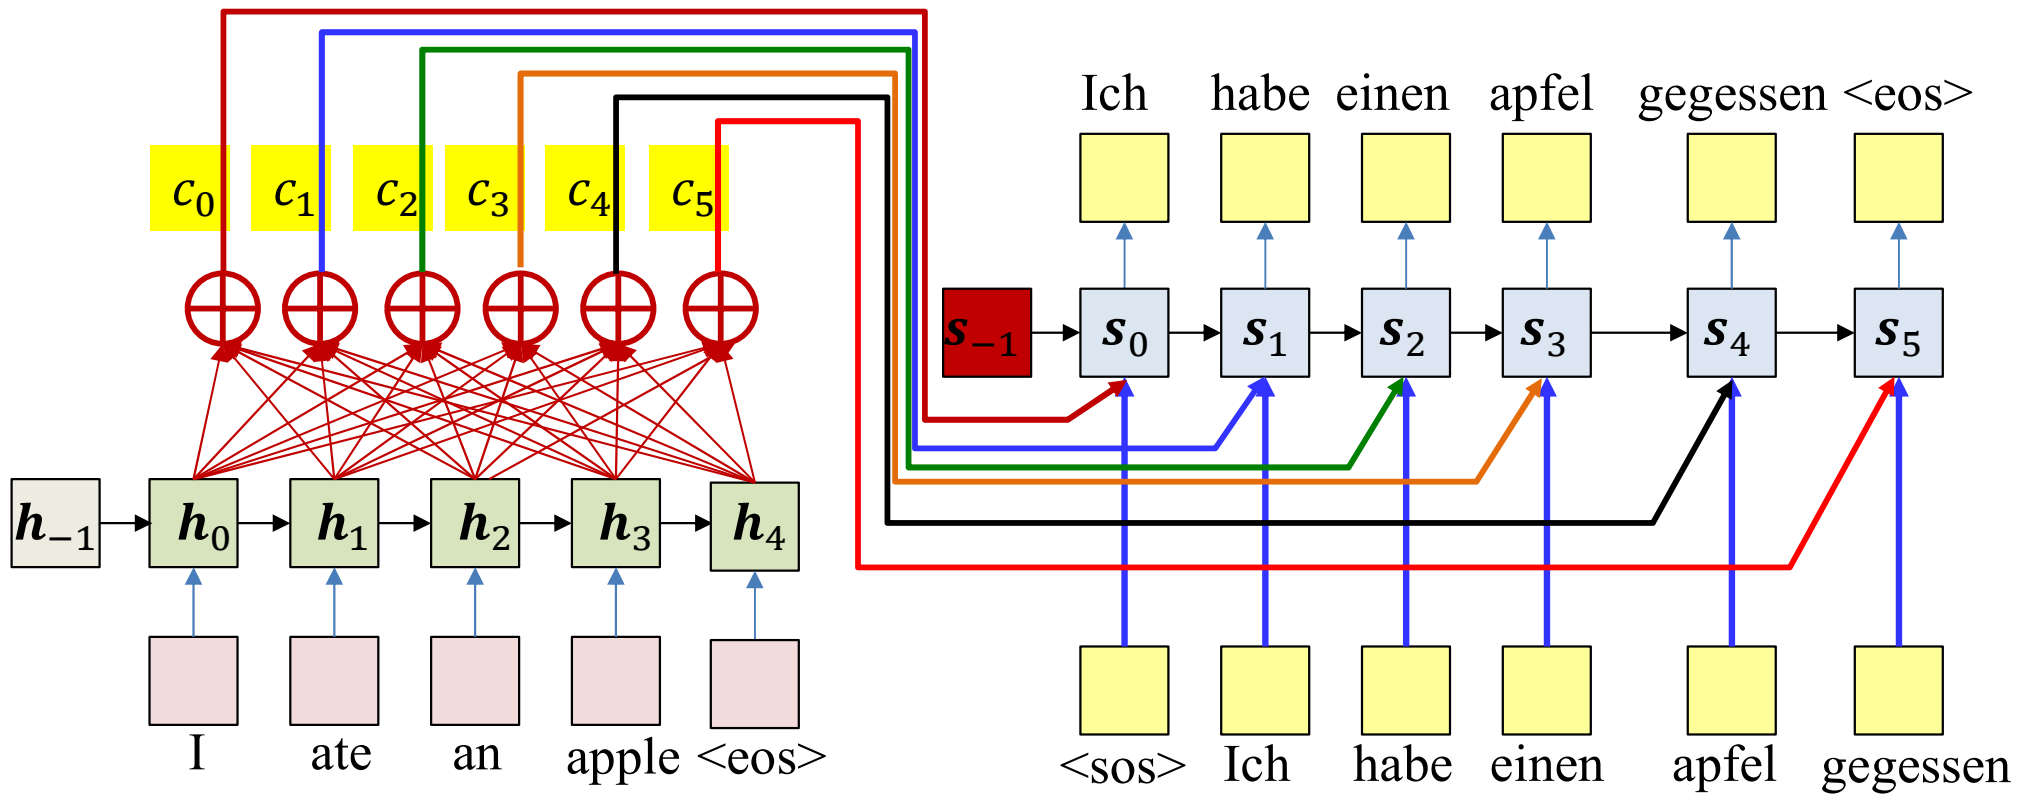 Ich habe einen apfel gegessen <eos>
c₀ c₁ c₂ c₃ c₄ c₅
s₋₁ s₀ s₁ s₂ s₃ s₄ s₅
h₋₁ h₀ h₁ h₂ h₃ h₄
I ate an apple <eos>
<sos> Ich habe einen apfel gegessen